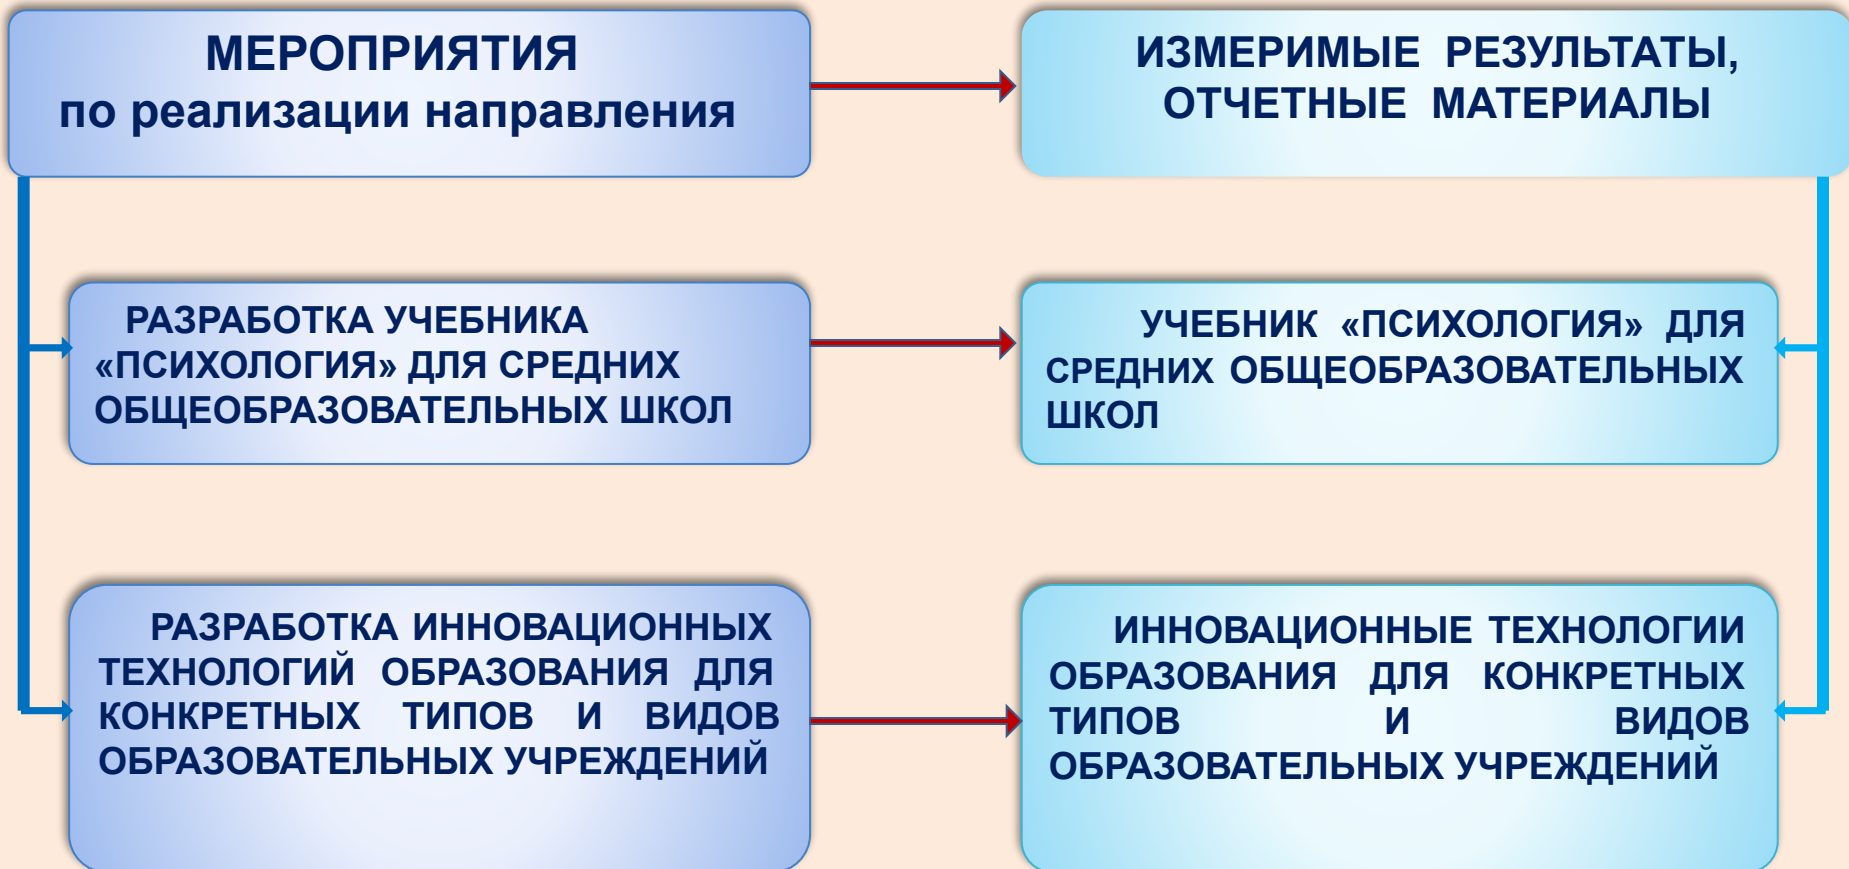 МЕРОПРИЯТИЯ
по реализации направления
ИЗМЕРИМЫЕ РЕЗУЛЬТАТЫ,
ОТЧЕТНЫЕ МАТЕРИАЛЫ
РАЗРАБОТКА УЧЕБНИКА
«ПСИХОЛОГИЯ» ДЛЯ СРЕДНИХ
ОБЩЕОБРАЗОВАТЕЛЬНЫХ ШКОЛ
УЧЕБНИК «ПСИХОЛОГИЯ» ДЛЯ
СРЕДНИХ ОБЩЕОБРАЗОВАТЕЛЬНЫХ
ШКОЛ
РАЗРАБОТКА ИННОВАЦИОННЫХ
ТЕХНОЛОГИЙ ОБРАЗОВАНИЯ ДЛЯ
КОНКРЕТНЫХ ТИПОВ И ВИДОВ
ОБРАЗОВАТЕЛЬНЫХ УЧРЕЖДЕНИЙ
ИННОВАЦИОННЫЕ ТЕХНОЛОГИИ
ОБРАЗОВАНИЯ ДЛЯ КОНКРЕТНЫХ
ТИПОВ И ВИДОВ
ОБРАЗОВАТЕЛЬНЫХ УЧРЕЖДЕНИЙ